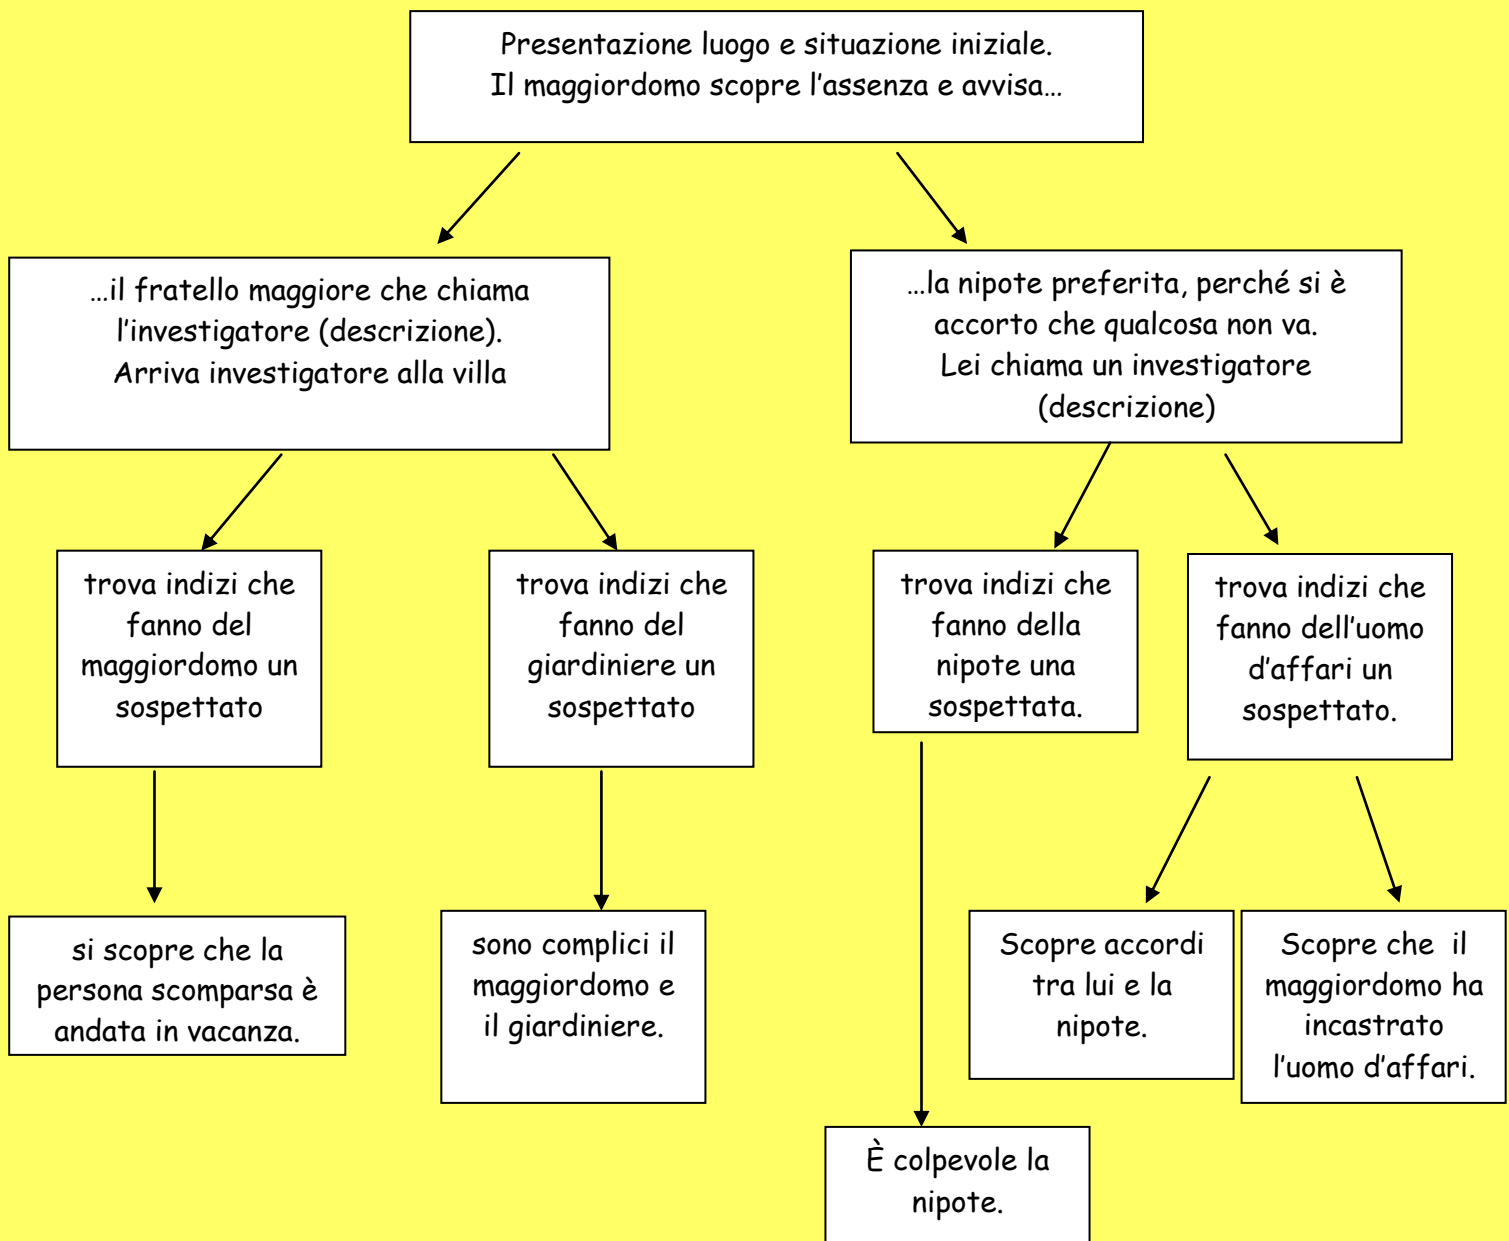 Presentazione luogo e situazione iniziale.
Il maggiordomo scopre l'assenza e avvisa…
…il fratello maggiore che chiama
l'investigatore (descrizione).
Arriva investigatore alla villa
…la nipote preferita, perché si è
accorto che qualcosa non va.
Lei chiama un investigatore
(descrizione)
trova indizi che
fanno del
maggiordomo un
sospettato
trova indizi che
fanno del
giardiniere un
sospettato
trova indizi che
fanno della
nipote una
sospettata.
trova indizi che
fanno dell'uomo
d'affari un
sospettato.
si scopre che la
persona scomparsa è
andata in vacanza.
sono complici il
maggiordomo e
il giardiniere.
Scopre accordi
tra lui e la
nipote.
Scopre che il
maggiordomo ha
incastrato
l'uomo d'affari.
È colpevole la
nipote.